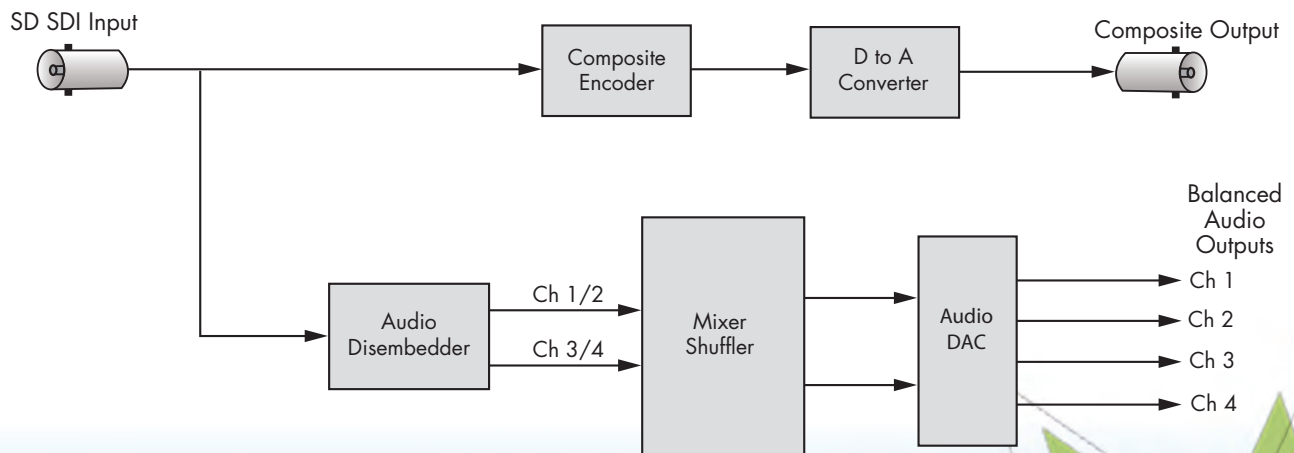 SD SDI Input
Composite
Encoder
D to A
Converter
Composite Output
Balanced
Audio
Outputs
Audio
Disembedder
Ch 1/2
Ch 3/4
Mixer
Shuffler
Audio
DAC
Ch 1
Ch 2
Ch 3
Ch 4